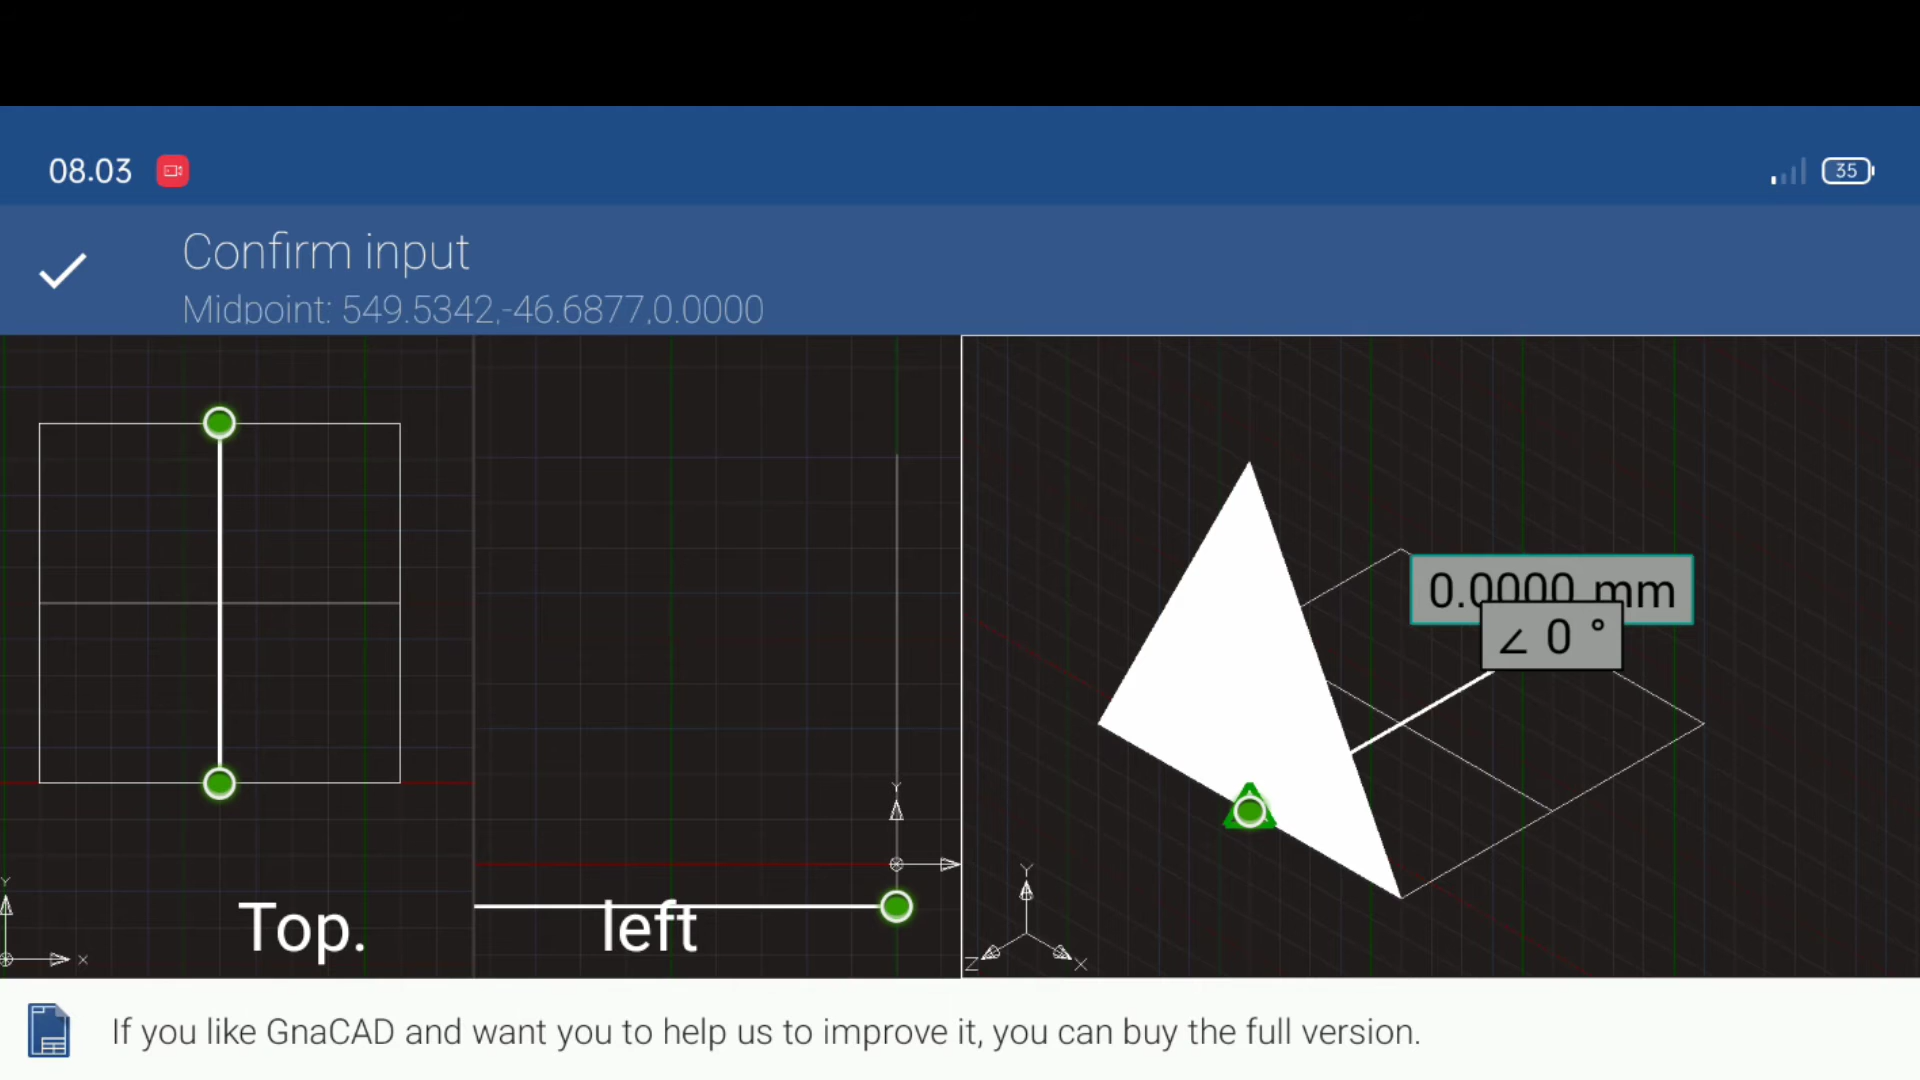 08.03
35
Confirm input
Midpoint: 549.5342,-46.6877,0.0000
0.0000 mm
∠ 0 °
Y
Y
Y
Top.
left
X
Z
X
If you like GnaCAD and want you to help us to improve it, you can buy the full version.